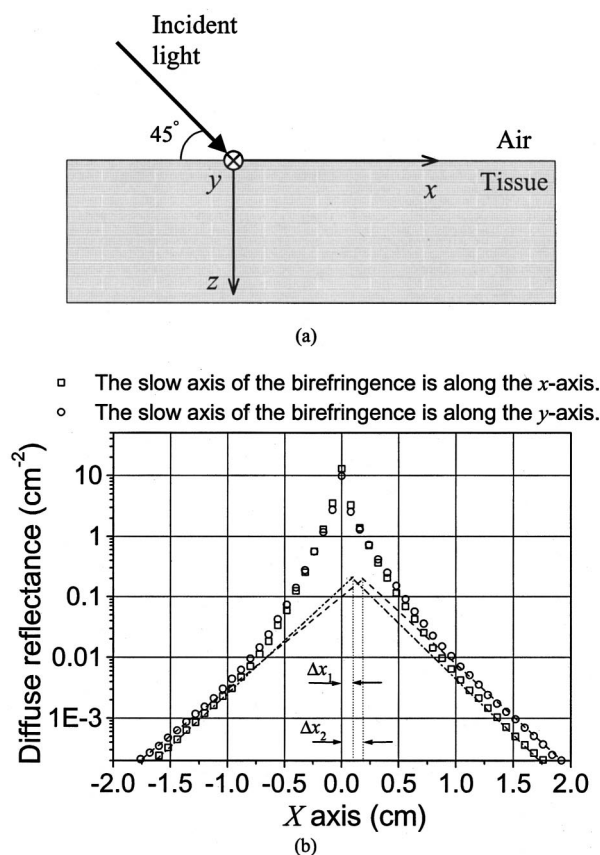 Incident
light
45°
Air
y
x
Tissue
z
(a)
□ The slow axis of the birefringence is along the x-axis.
○ The slow axis of the birefringence is along the y-axis.
Diffuse reflectance (cm⁻²)
10
1
0.1
0.01
1E-3
Δx₁
Δx₂
-2.0 -1.5 -1.0 -0.5 0.0 0.5 1.0 1.5 2.0
X axis (cm)
(b)